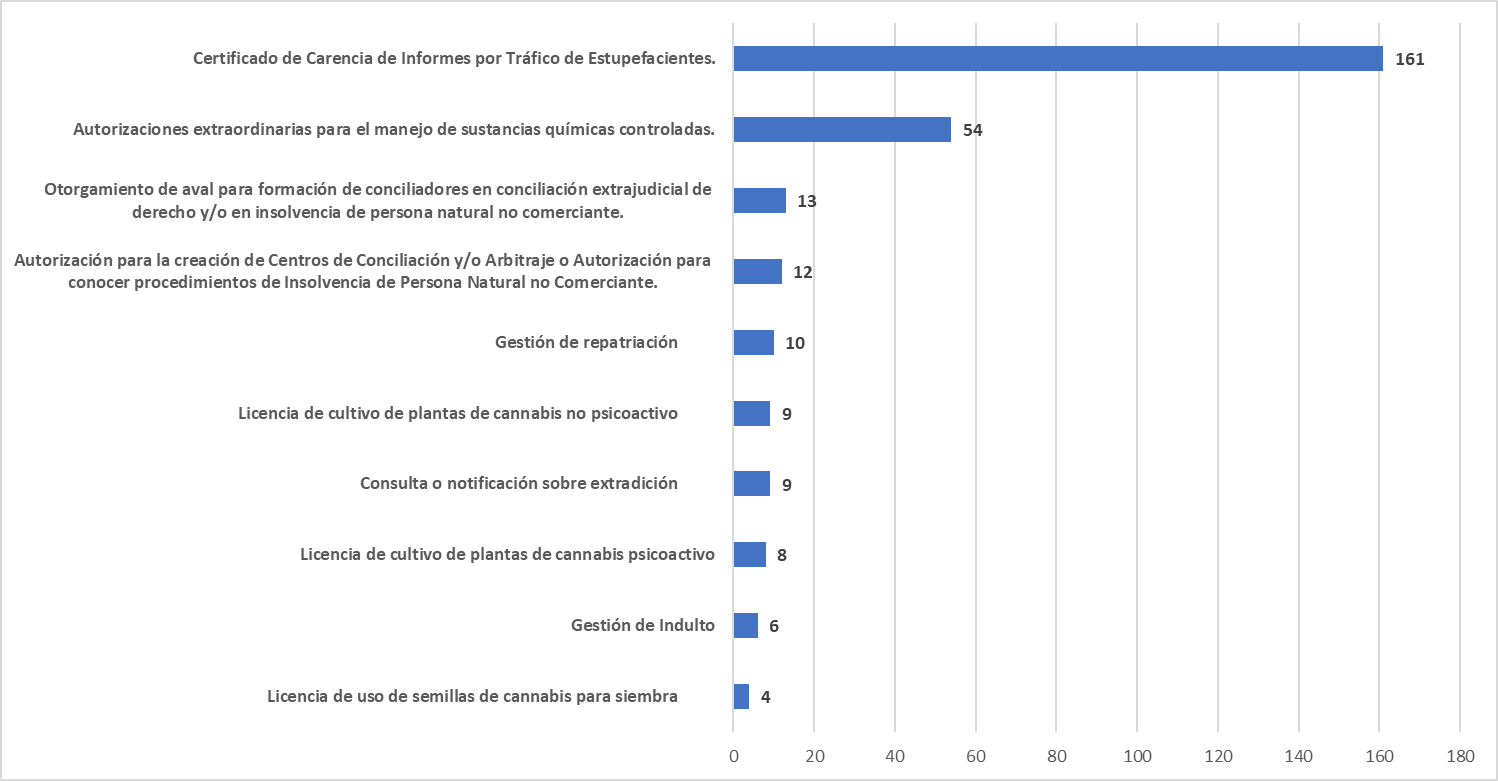 Certificado de Carencia de Informes por Tráfico de Estupefacientes.
161
Autorizaciones extraordinarias para el manejo de sustancias químicas controladas.
54
Otorgamiento de aval para formación de conciliadores en conciliación extrajudicial de
derecho y/o en insolvencia de persona natural no comerciante.
13
Autorización para la creación de Centros de Conciliación y/o Arbitraje o Autorización para
conocer procedimientos de Insolvencia de Persona Natural no Comerciante.
12
Gestión de repatriación
10
Licencia de cultivo de plantas de cannabis no psicoactivo
9
Consulta o notificación sobre extradición
9
Licencia de cultivo de plantas de cannabis psicoactivo
8
Gestión de Indulto
6
Licencia de uso de semillas de cannabis para siembra
4
0 20 40 60 80 100 120 140 160 180